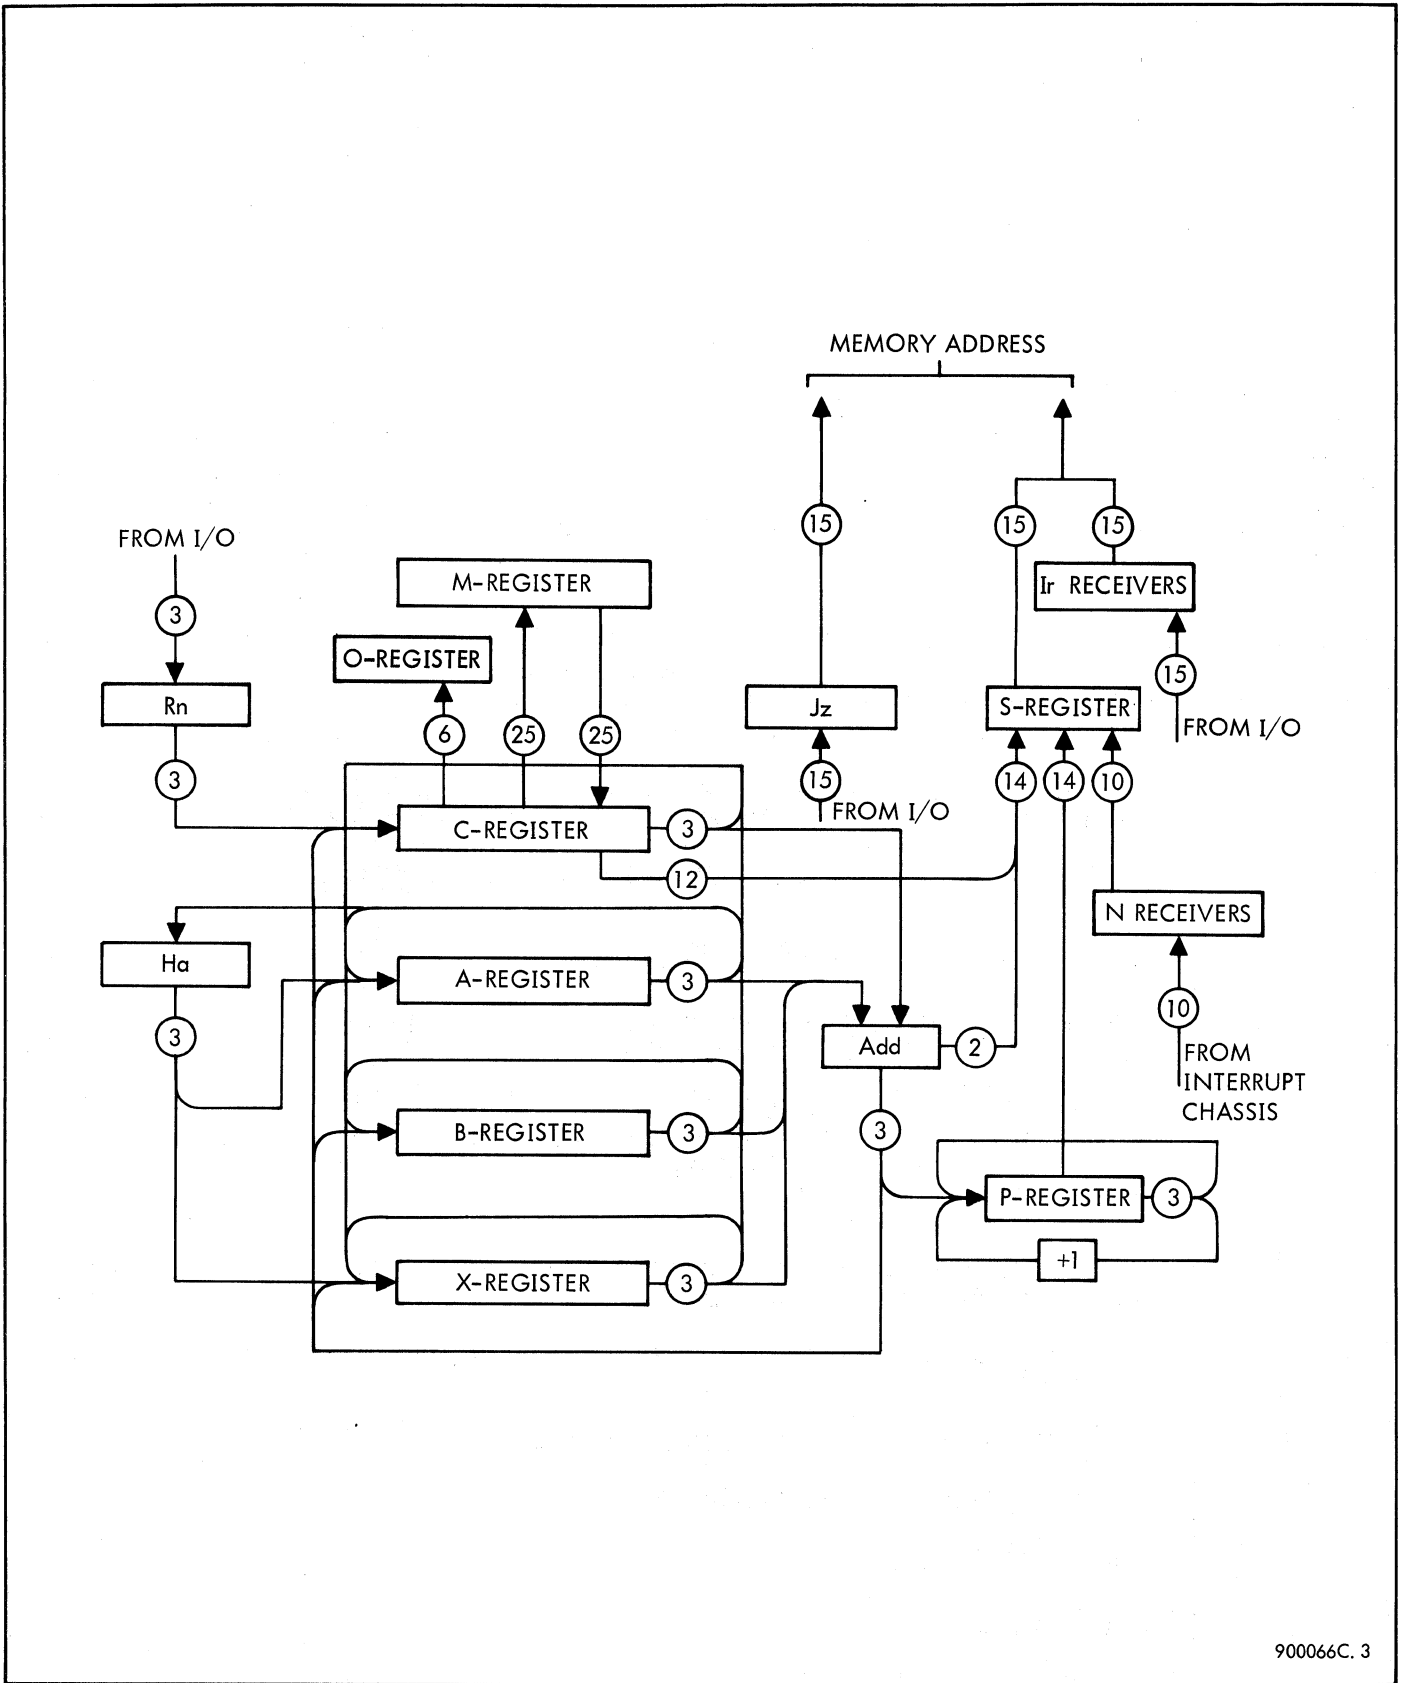 MEMORY ADDRESS
15
15
15
FROM I/O
3
M-REGISTER
Ir RECEIVERS
O-REGISTER
15
Rn
Jz
S-REGISTER
FROM I/O
6
25
25
3
15
14
14
10
FROM I/O
C-REGISTER
3
12
N RECEIVERS
Ha
A-REGISTER
3
10
3
Add
2
FROM
INTERRUPT
CHASSIS
B-REGISTER
3
3
P-REGISTER
3
+1
X-REGISTER
3
900066C. 3